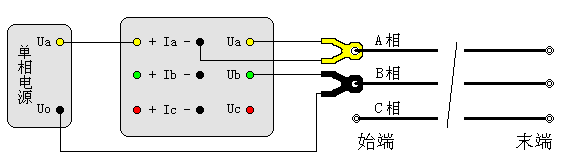 单相电源
Ua
Uo
+ Ia - Ua
+ Ib - Ub
+ Ic - Uc
A相
B相
C相
始端
末端